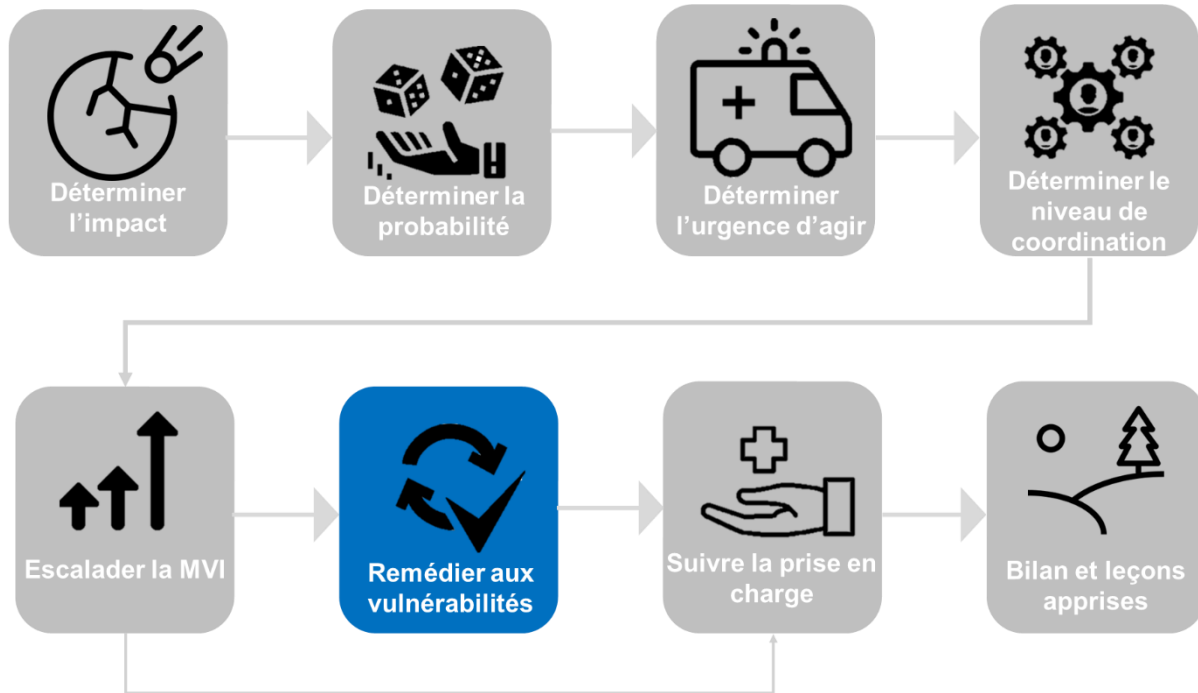 Déterminer
l’impact
Déterminer la
probabilité
Déterminer
l’urgence d’agir
Déterminer le
niveau de
coordination
Escalader la MVI
Remédier aux
vulnérabilités
Suivre la prise en
charge
Bilan et leçons
apprises